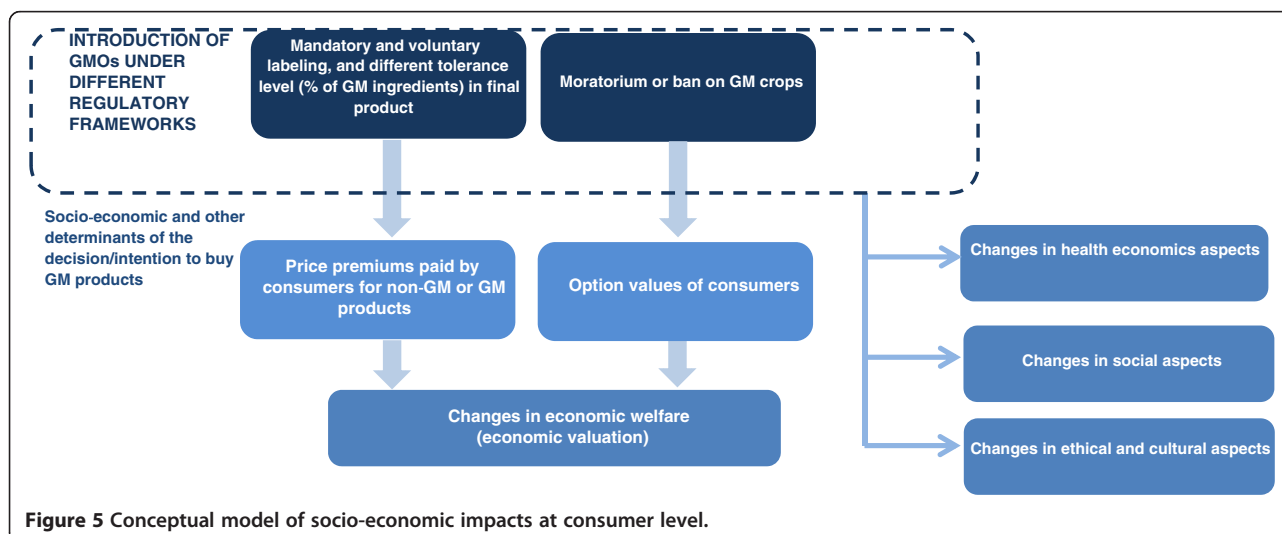 INTRODUCTION OF
GMOs UNDER
DIFFERENT
REGULATORY
FRAMEWORKS
Mandatory and voluntary
labeling, and different tolerance
level (% of GM ingredients) in final
product
Moratorium or ban on GM crops
Socio-economic and other
determinants of the
decision/intention to buy
GM products
Price premiums paid by
consumers for non-GM or GM
products
Option values of consumers
Changes in economic welfare
(economic valuation)
Changes in health economics aspects
Changes in social aspects
Changes in ethical and cultural aspects
Figure 5 Conceptual model of socio-economic impacts at consumer level.